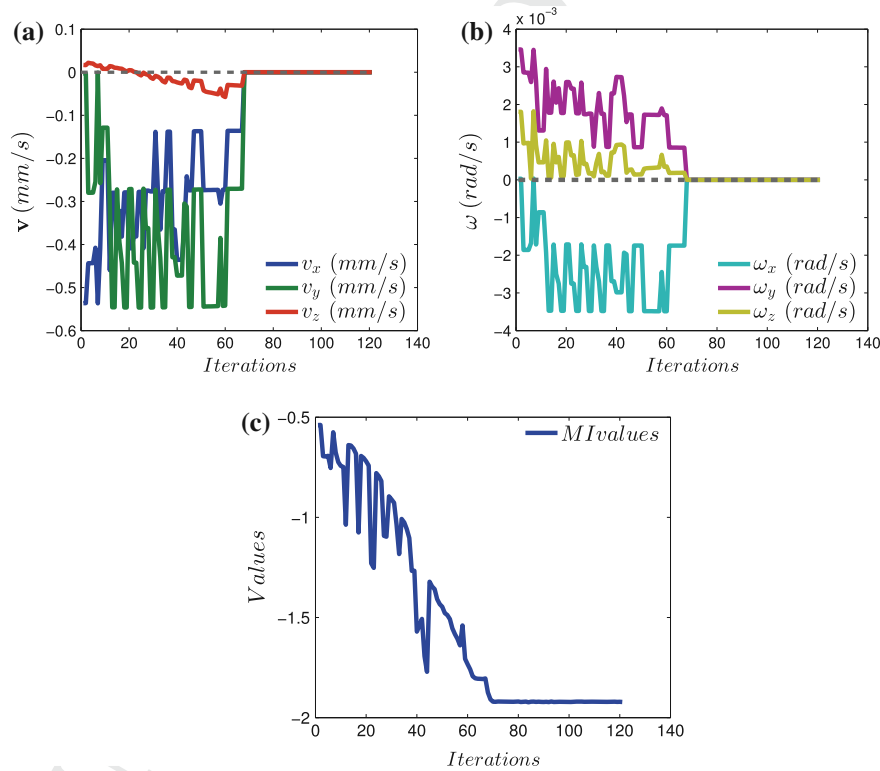 (a)
0.1
0
−0.1
−0.2
−0.3
−0.4
−0.5
−0.6
v (mm/s)
v_x (mm/s)
v_y (mm/s)
v_z (mm/s)
0 20 40 60 80 100 120 140
Iterations
(b)
x 10^−3
4
3
2
1
0
−1
−2
−3
−4
ω (rad/s)
ω_x (rad/s)
ω_y (rad/s)
ω_z (rad/s)
0 20 40 60 80 100 120 140
Iterations
(c)
−0.5
−1
−1.5
−2
Values
MIvalues
0 20 40 60 80 100 120 140
Iterations